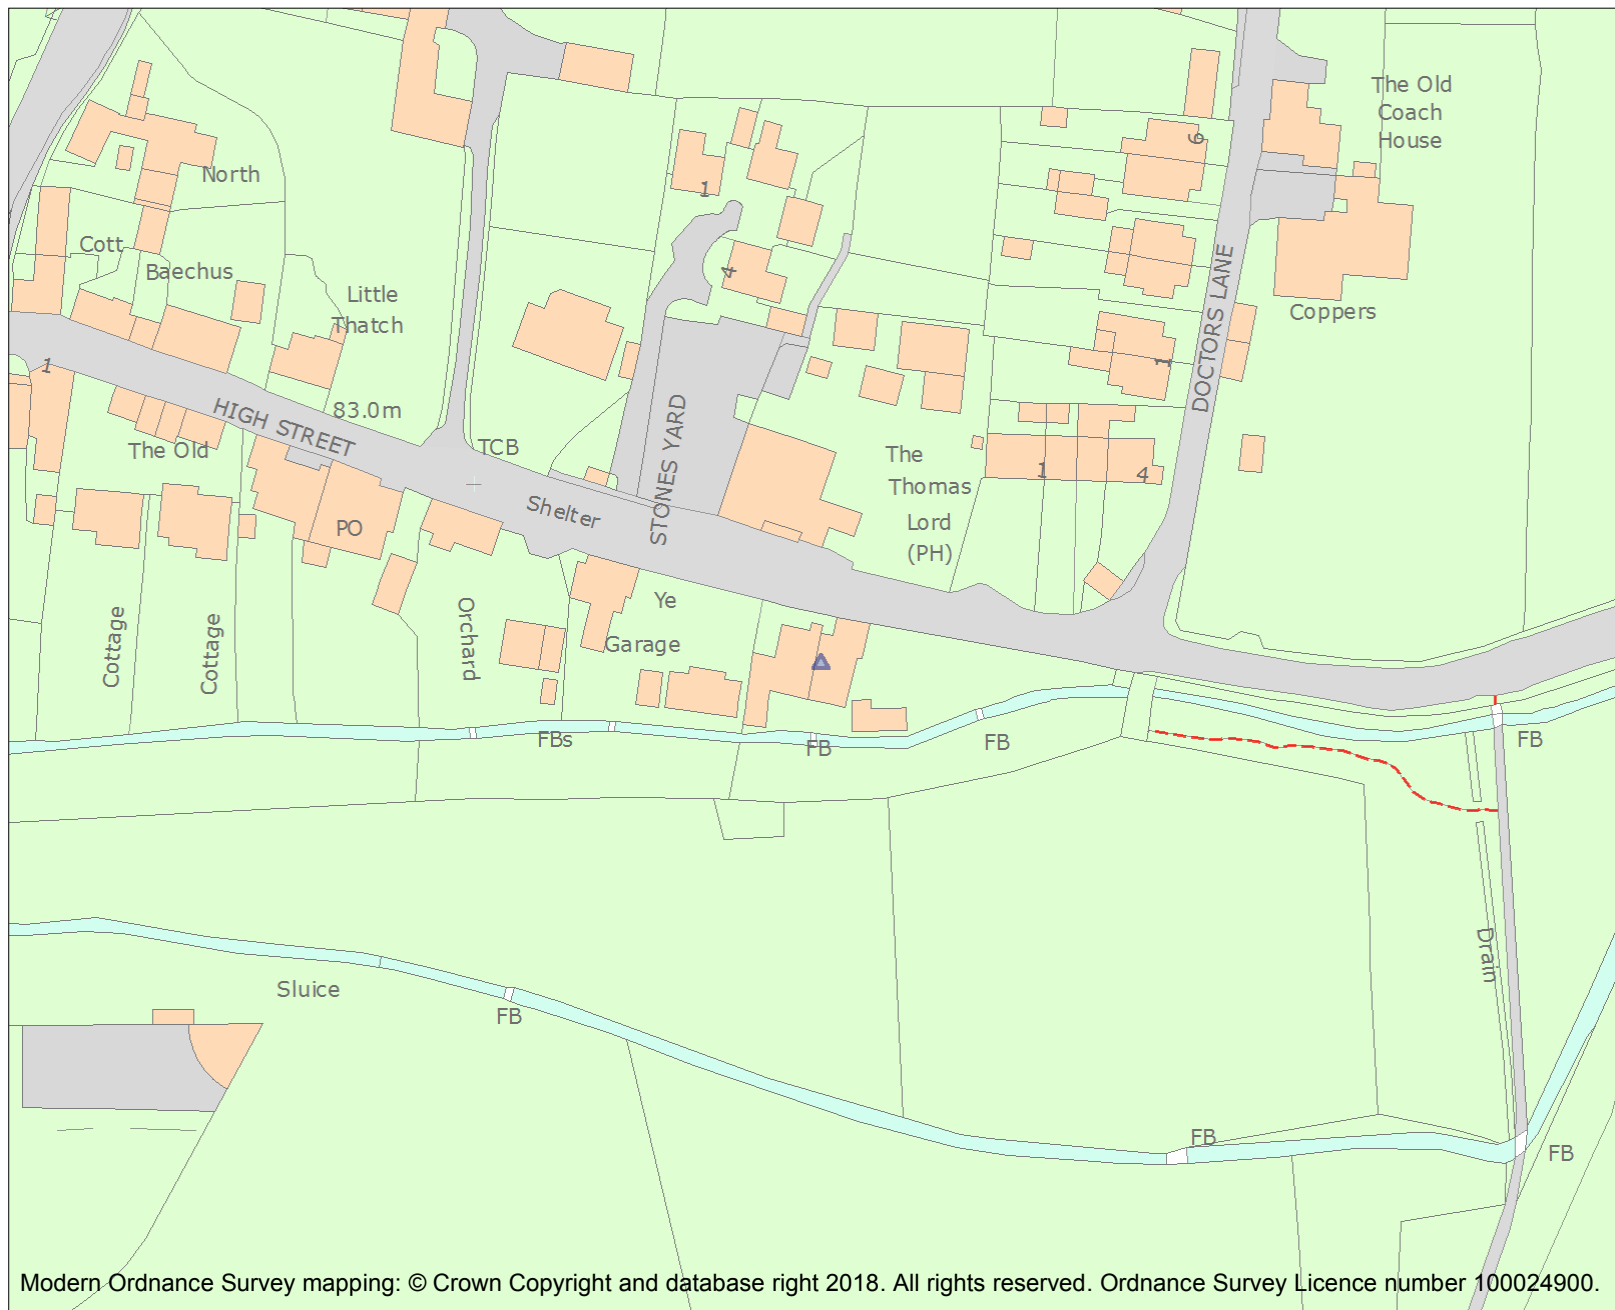 The Old
Coach
House
6
North
1
Cott
Baechus
4
Little
Thatch
Coppers
DOCTORS LANE
1
1
83.0m
HIGH STREET
STONES YARD
The Old
TCB
The
Thomas
Lord
(PH)
1
4
Shelter
PO
Ye
Garage
Orchard
Cottage
Cottage
FBs
FB
FB
FB
Drain
Sluice
FB
FB
FB
Modern Ordnance Survey mapping: © Crown Copyright and database right 2018. All rights reserved. Ordnance Survey Licence number 100024900.